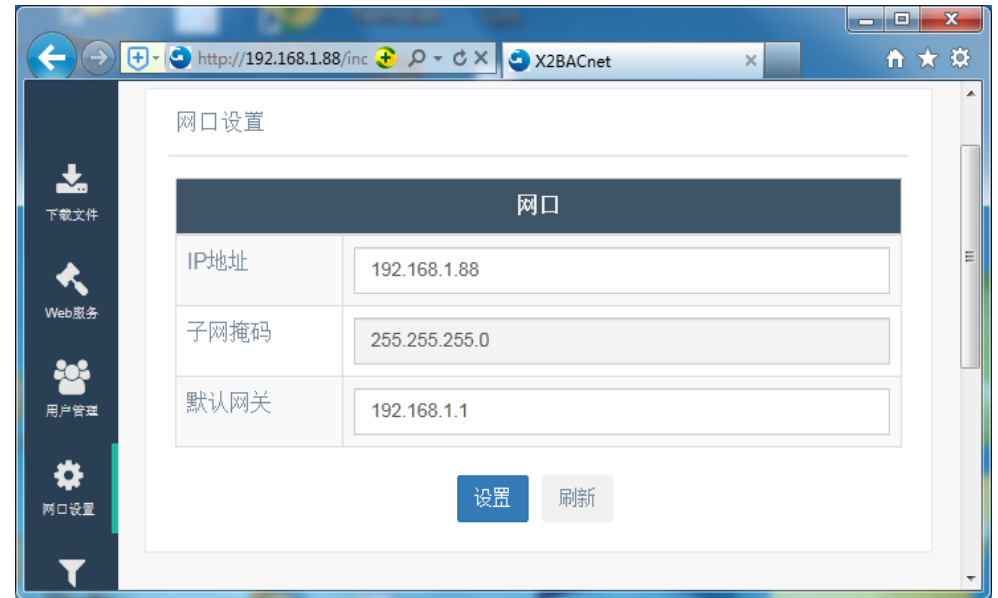 http://192.168.1.88/inc
X2BACnet
网口设置
下载文件
Web服务
用户管理
网口设置
网口
IP地址
192.168.1.88
子网掩码
255.255.255.0
默认网关
192.168.1.1
设置
刷新